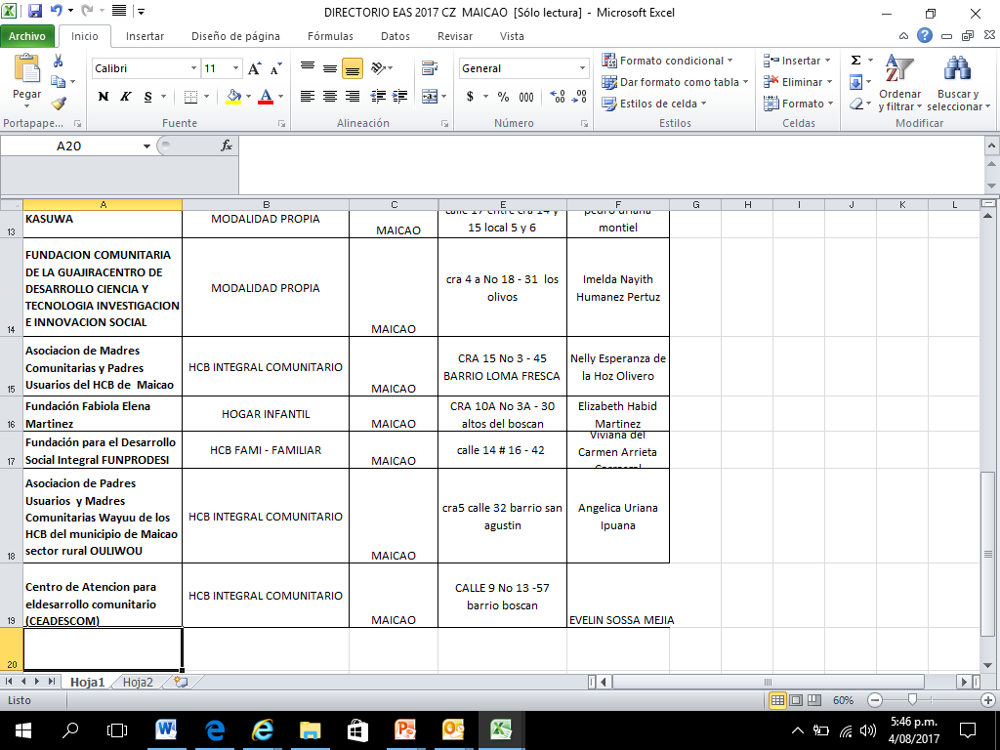 DIRECTORIO EAS 2017 CZ MAICAO [Sólo lectura] - Microsoft Excel
Archivo Inicio Insertar Diseño de página Fórmulas Datos Revisar Vista
Pegar
Portapape...
Calibri 11
N K S
Fuente
Alineación
General
$ % 000
Número
Formato condicional
Dar formato como tabla
Estilos de celda
Estilos
Insertar
Eliminar
Formato
Celdas
Σ
Ordenar
y filtrar
Buscar y
seleccionar
Modificar
A20 fx
A B C E F G H I J K L
13
KASUWA
MODALIDAD PROPIA
MAICAO
calle 17 entre cra 14 y
15 local 5 y 6
pedro uriana
montiel
14
FUNDACION COMUNITARIA
DE LA GUAJIRACENTRO DE
DESARROLLO CIENCIA Y
TECNOLOGIA INVESTIGACION
E INNOVACION SOCIAL
MODALIDAD PROPIA
MAICAO
cra 4 a No 18 - 31 los
olivos
Imelda Nayith
Humanez Pertuz
15
Asociacion de Madres
Comunitarias y Padres
Usuarios del HCB de Maicao
HCB INTEGRAL COMUNITARIO
MAICAO
CRA 15 No 3 - 45
BARRIO LOMA FRESCA
Nelly Esperanza de
la Hoz Olivero
16
Fundación Fabiola Elena
Martinez
HOGAR INFANTIL
MAICAO
CRA 10A No 3A - 30
altos del boscan
Elizabeth Habid
Martinez
17
Fundación para el Desarrollo
Social Integral FUNPRODESI
HCB FAMI - FAMILIAR
MAICAO
calle 14 # 16 - 42
Viviana del
Carmen Arrieta
18
Asociacion de Padres
Usuarios y Madres
Comunitarias Wayuu de los
HCB del municipio de Maicao
sector rural OULIWOU
HCB INTEGRAL COMUNITARIO
MAICAO
cra5 calle 32 barrio san
agustin
Angelica Uriana
Ipuana
19
Centro de Atencion para
eldesarrollo comunitario
(CEADESCOM)
HCB INTEGRAL COMUNITARIO
MAICAO
CALLE 9 No 13 -57
barrio boscan
EVELIN SOSSA MEJIA
20
Hoja1 Hoja2
Listo
60%
5:46 p.m.
4/08/2017